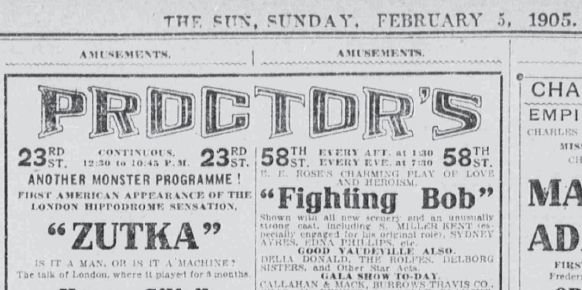 THE SUN, SUNDAY, FEBRUARY 5, 1905.
AMUSEMENTS.
AMUSEMENTS.
PROCTOR'S
23RD ST. CONTINUOUS, 12:30 to 10:45 P. M. 23RD ST.
ANOTHER MONSTER PROGRAMME!
FIRST AMERICAN APPEARANCE OF THE
LONDON HIPPODROME SENSATION,
"ZUTKA"
IS IT A MAN, OR IS IT A MACHINE?
The talk of London, where it played for 8 months.
58TH ST. EVERY AFT. at 1:30 EVERY EVE. at 7:30 58TH ST.
E. E. ROSE'S CHARMING PLAY OF LOVE
AND HEROISM,
"Fighting Bob"
Shown with all new scenery and an unusually
strong cast, including S. MILLER KENT (es-
pecially engaged for his original role), SYDNEY
AYRES, EDNA PHILLIPS, etc.
GOOD VAUDEVILLE ALSO.
DELIA DONALD, THE ROLFES, DELBORG
SISTERS, and Other Star Acts.
GALA SHOW TO-DAY.
CALLAHAN & MACK, BURROWS TRAVIS CO.,
CHA
EMPI
CHARLES
MIS
MA
AD
FIRS
Frede